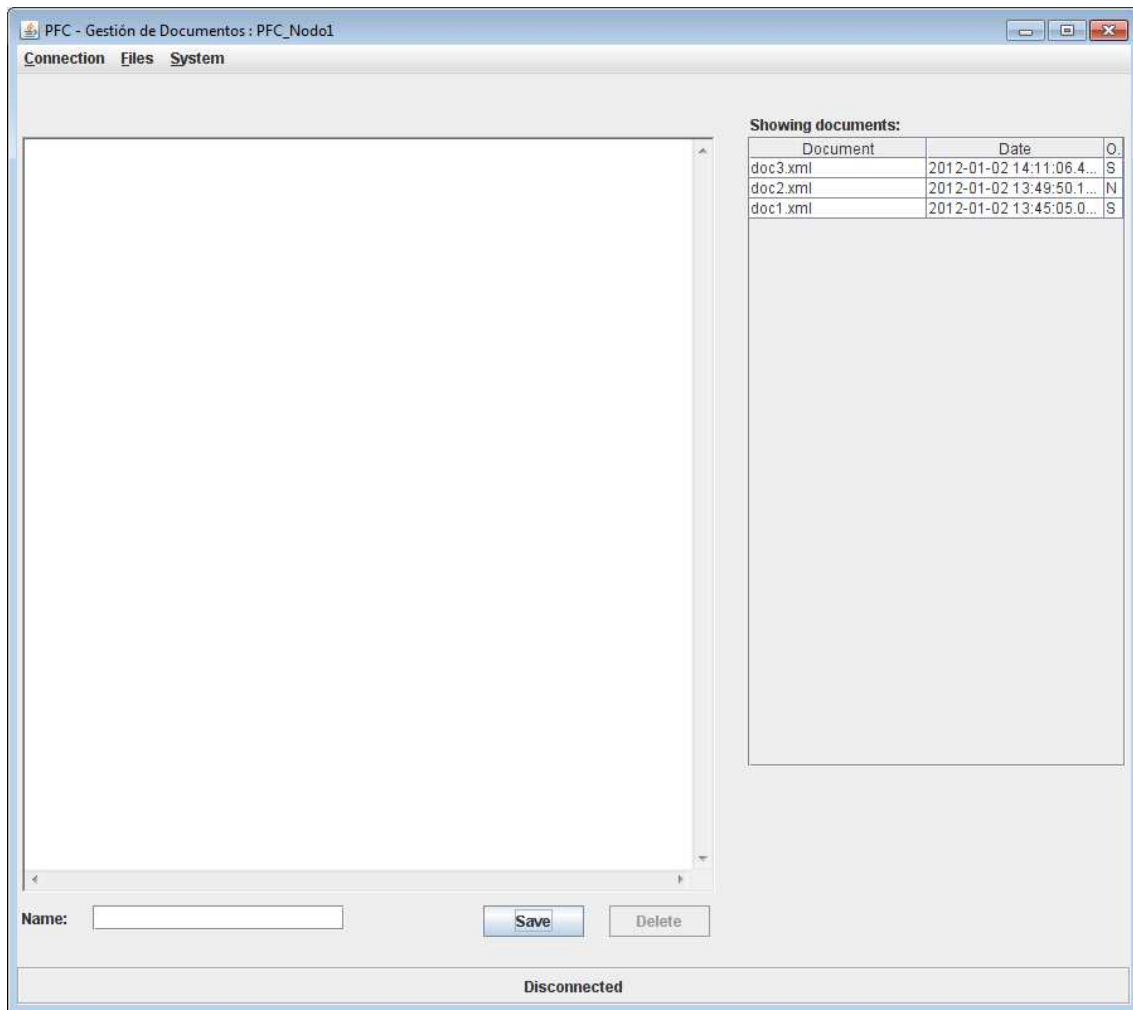 PFC - Gestión de Documentos : PFC_Nodo1
Connection Files System
Showing documents:
Document Date O.
doc3.xml 2012-01-02 14:11:06.4... S
doc2.xml 2012-01-02 13:49:50.1... N
doc1.xml 2012-01-02 13:45:05.0... S
Name: Save Delete
Disconnected